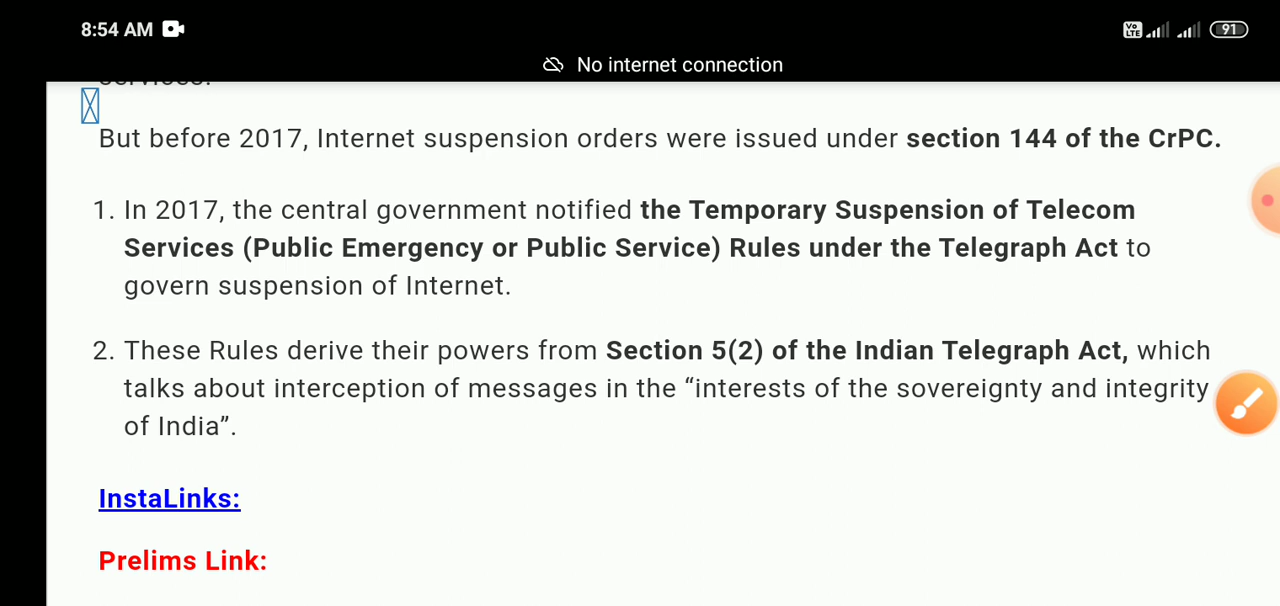 8:54 AM
Vo LTE 91
No internet connection
But before 2017, Internet suspension orders were issued under section 144 of the CrPC.
1. In 2017, the central government notified the Temporary Suspension of Telecom
Services (Public Emergency or Public Service) Rules under the Telegraph Act to
govern suspension of Internet.
2. These Rules derive their powers from Section 5(2) of the Indian Telegraph Act, which
talks about interception of messages in the “interests of the sovereignty and integrity
of India”.
InstaLinks:
Prelims Link: